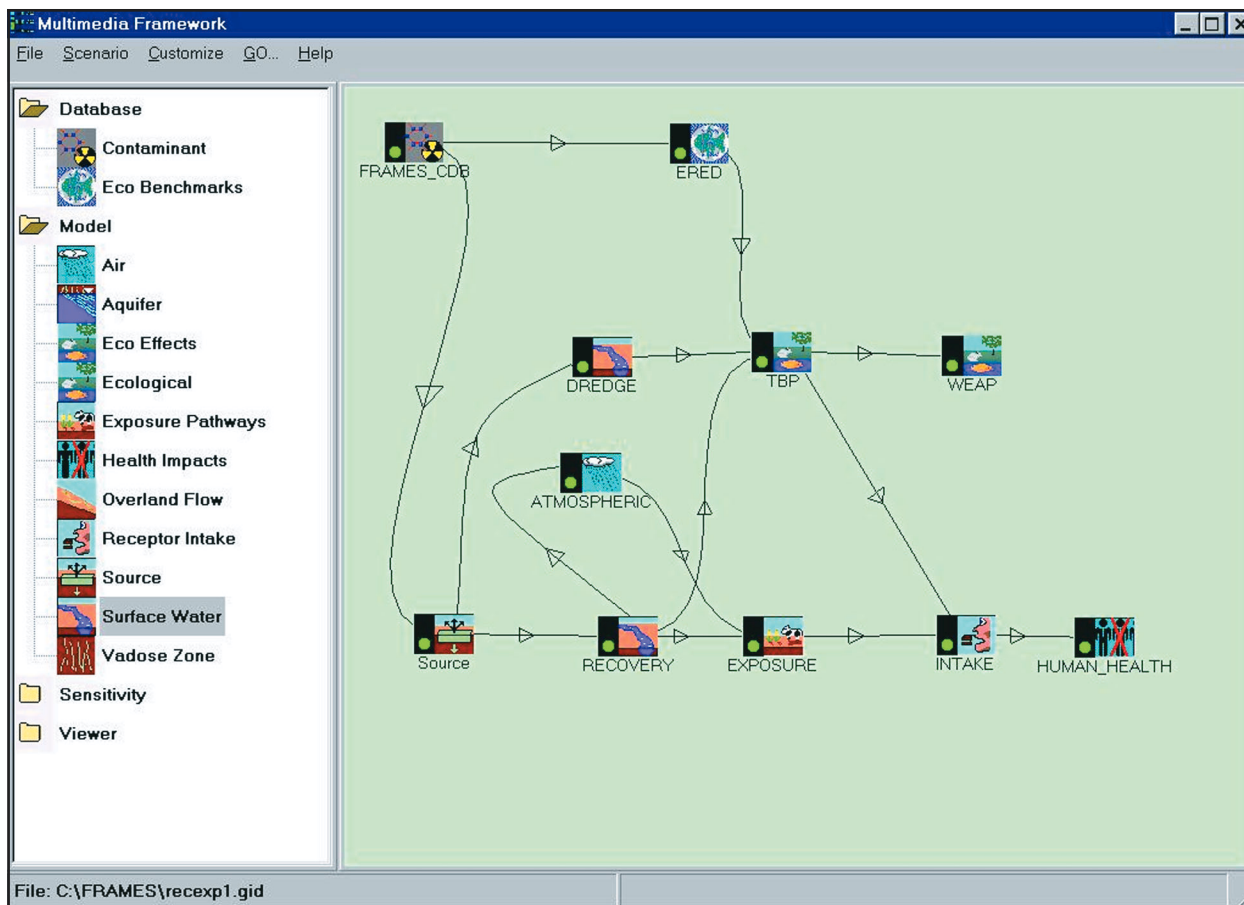 Multimedia Framework
File Scenario Customize GO... Help
Database
Contaminant
Eco Benchmarks
Model
Air
Aquifer
Eco Effects
Ecological
Exposure Pathways
Health Impacts
Overland Flow
Receptor Intake
Source
Surface Water
Vadose Zone
Sensitivity
Viewer
FRAMES_CDB
ERED
DREDGE
TBP
WEAP
ATMOSPHERIC
Source
RECOVERY
EXPOSURE
INTAKE
HUMAN_HEALTH
File: C:\FRAMES\recexp1.gid